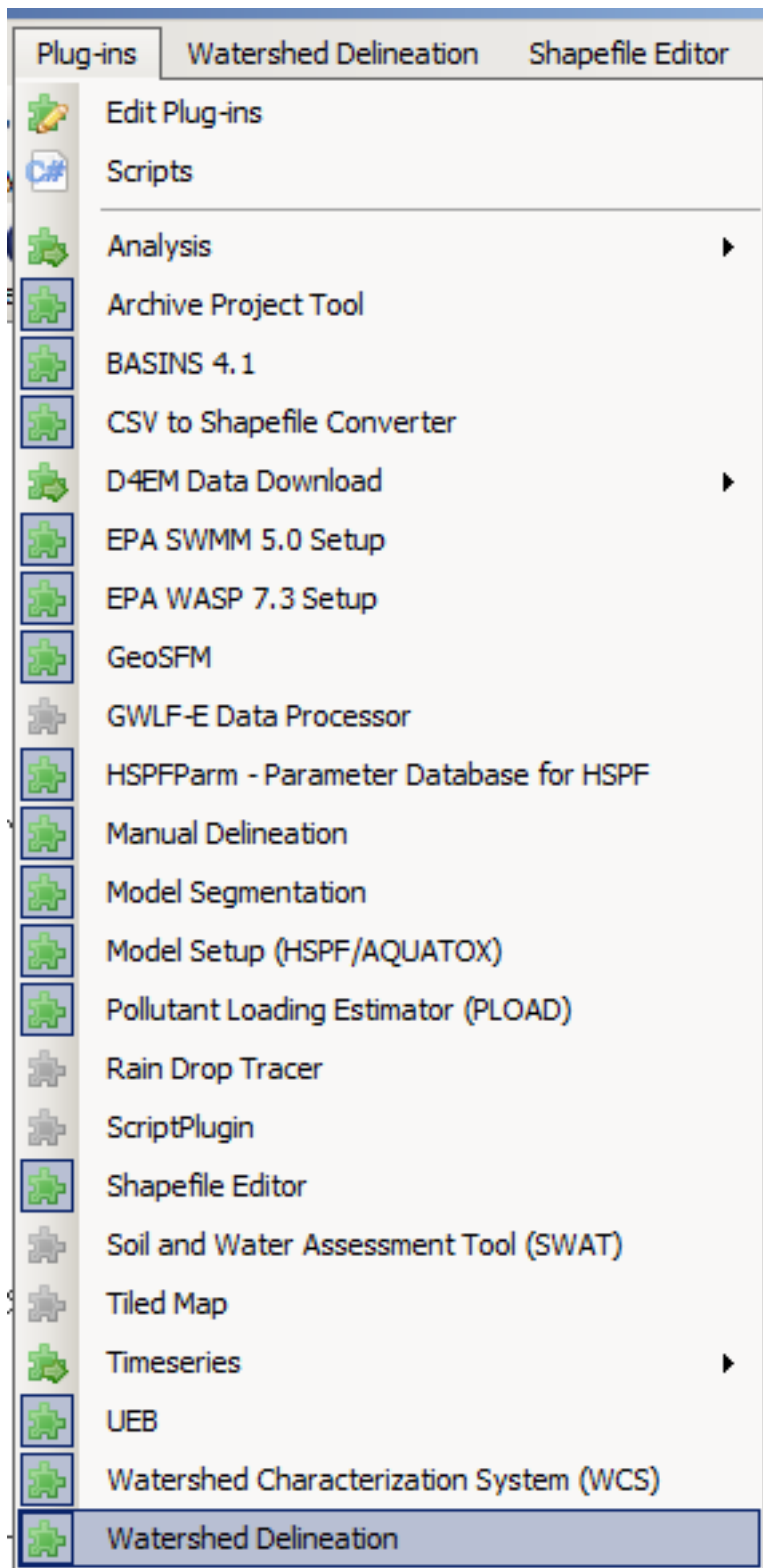 Plug-ins Watershed Delineation Shapefile Editor
Edit Plug-ins
C# Scripts
Analysis
Archive Project Tool
BASINS 4.1
CSV to Shapefile Converter
D4EM Data Download
EPA SWMM 5.0 Setup
EPA WASP 7.3 Setup
GeoSFM
GWLF-E Data Processor
HSPFParm - Parameter Database for HSPF
Manual Delineation
Model Segmentation
Model Setup (HSPF/AQUATOX)
Pollutant Loading Estimator (PLOAD)
Rain Drop Tracer
ScriptPlugin
Shapefile Editor
Soil and Water Assessment Tool (SWAT)
Tiled Map
Timeseries
UEB
Watershed Characterization System (WCS)
Watershed Delineation